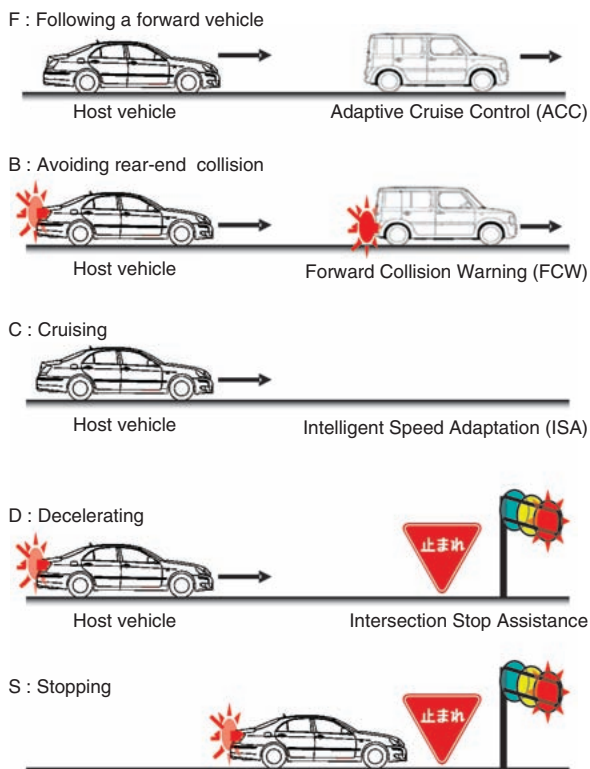 F : Following a forward vehicle
Host vehicle
Adaptive Cruise Control (ACC)
B : Avoiding rear-end collision
Host vehicle
Forward Collision Warning (FCW)
C : Cruising
Host vehicle
Intelligent Speed Adaptation (ISA)
D : Decelerating
止まれ
Host vehicle
Intersection Stop Assistance
S : Stopping
止まれ